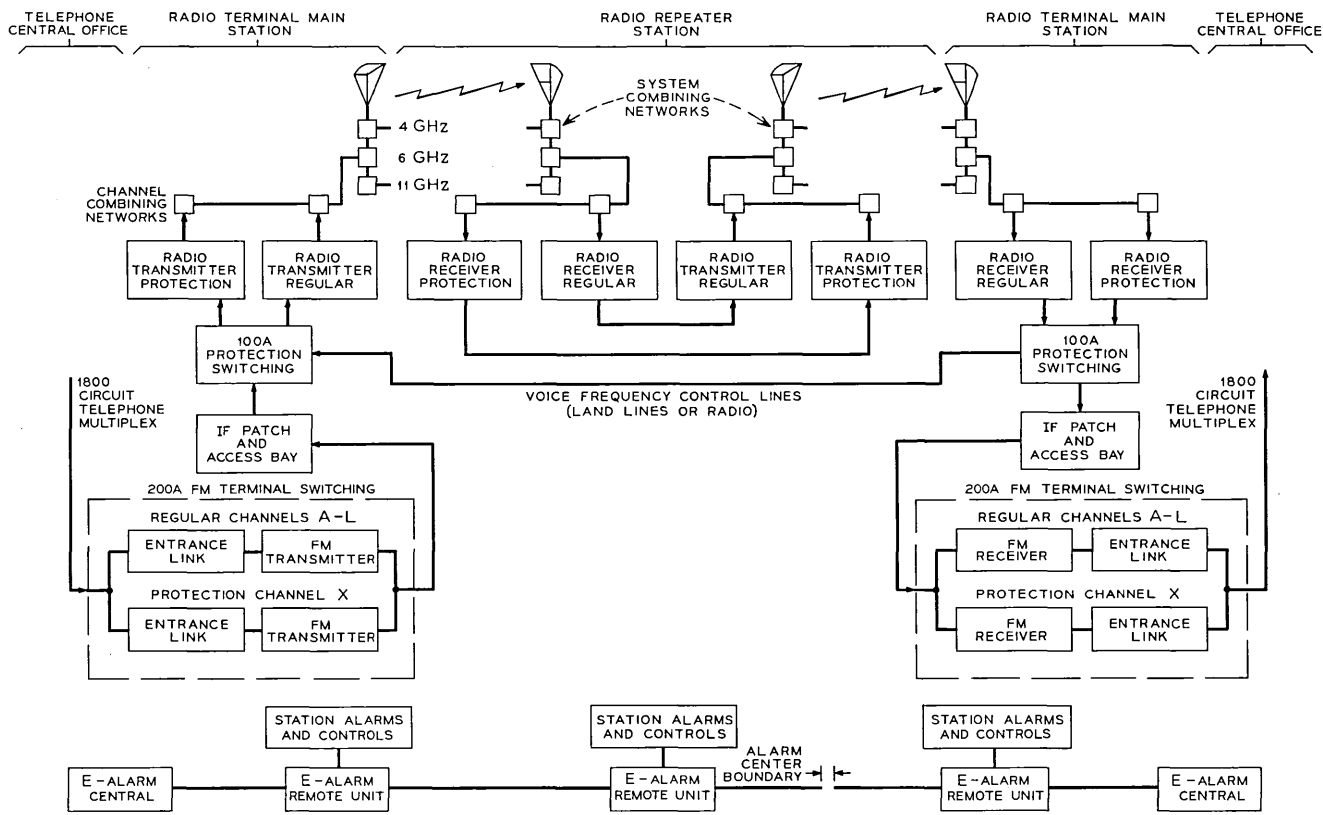 TELEPHONE
CENTRAL OFFICE
RADIO TERMINAL MAIN
STATION
RADIO REPEATER
STATION
RADIO TERMINAL MAIN
STATION
TELEPHONE
CENTRAL OFFICE
SYSTEM
COMBINING
NETWORKS
4 GHz
6 GHz
11 GHz
CHANNEL
COMBINING
NETWORKS
RADIO
TRANSMITTER
PROTECTION
RADIO
TRANSMITTER
REGULAR
RADIO
RECEIVER
PROTECTION
RADIO
RECEIVER
REGULAR
RADIO
TRANSMITTER
REGULAR
RADIO
TRANSMITTER
PROTECTION
RADIO
RECEIVER
REGULAR
RADIO
RECEIVER
PROTECTION
100A
PROTECTION
SWITCHING
100A
PROTECTION
SWITCHING
VOICE FREQUENCY CONTROL LINES
(LAND LINES OR RADIO)
1800
CIRCUIT
TELEPHONE
MULTIPLEX
1800
CIRCUIT
TELEPHONE
MULTIPLEX
IF PATCH
AND
ACCESS BAY
IF PATCH
AND
ACCESS BAY
200A FM TERMINAL SWITCHING
REGULAR CHANNELS A-L
ENTRANCE
LINK
FM
TRANSMITTER
PROTECTION CHANNEL X
ENTRANCE
LINK
FM
TRANSMITTER
200A FM TERMINAL SWITCHING
REGULAR CHANNELS A-L
FM
RECEIVER
ENTRANCE
LINK
PROTECTION CHANNEL X
FM
RECEIVER
ENTRANCE
LINK
STATION ALARMS
AND CONTROLS
STATION ALARMS
AND CONTROLS
STATION ALARMS
AND CONTROLS
ALARM
CENTER
BOUNDARY
E-ALARM
CENTRAL
E-ALARM
REMOTE UNIT
E-ALARM
REMOTE UNIT
E-ALARM
REMOTE UNIT
E-ALARM
CENTRAL